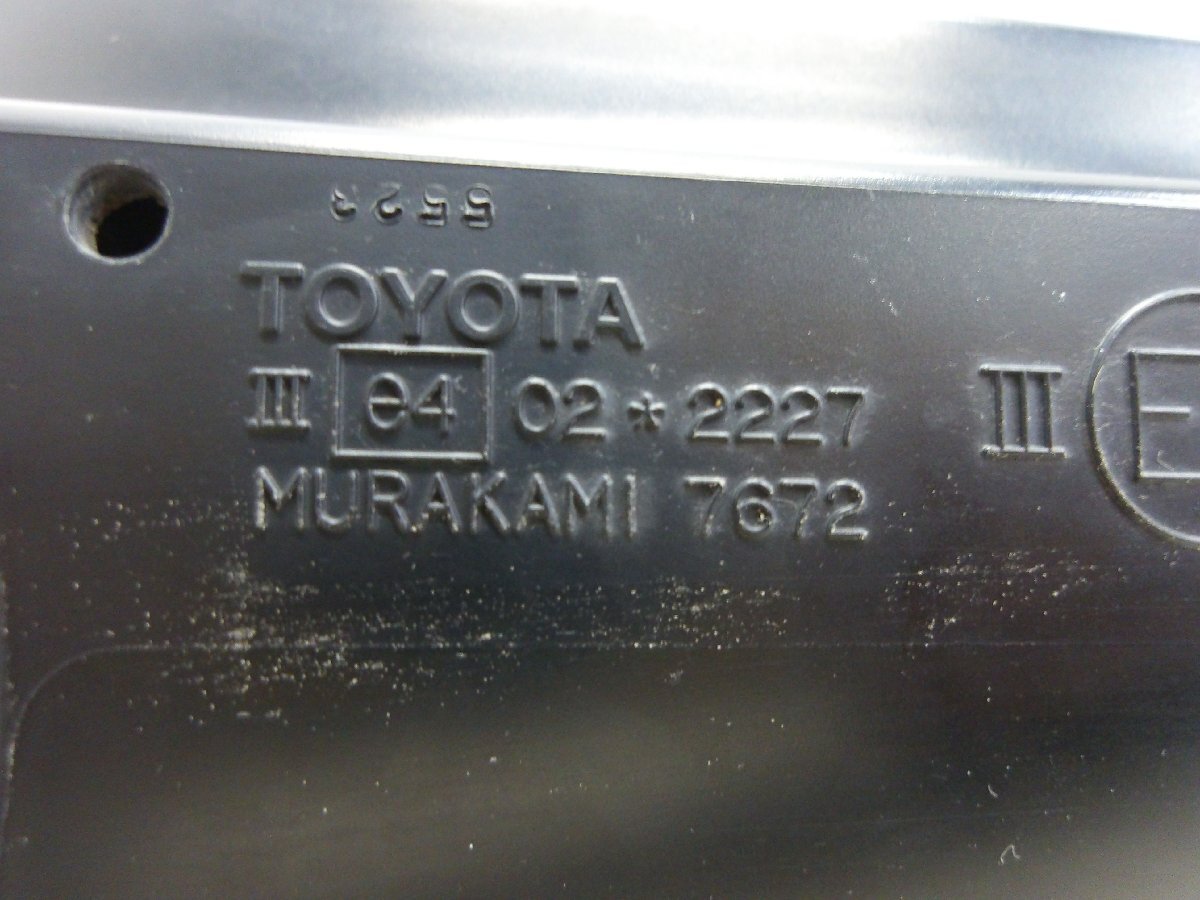 5523
TOYOTA
III e4 02*2227
MURAKAMI 7672
III E